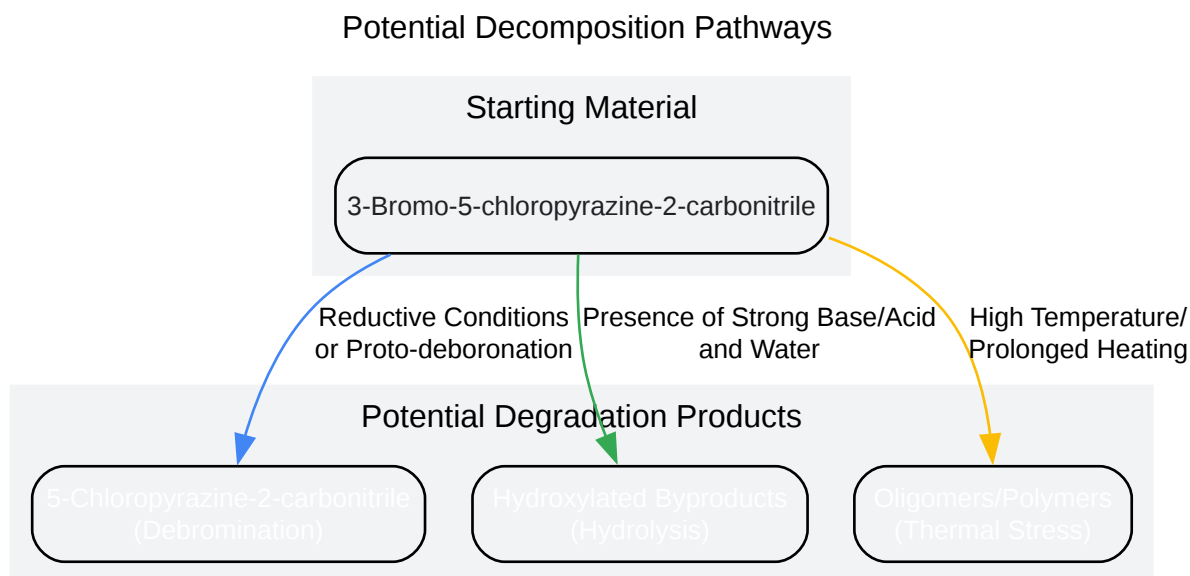 Potential Decomposition Pathways
Starting Material
3-Bromo-5-chloropyrazine-2-carbonitrile
Reductive Conditions
or Proto-deboronation
Presence of Strong Base/Acid
and Water
High Temperature/
Prolonged Heating
Potential Degradation Products
5-Chloropyrazine-2-carbonitrile
(Debromination)
Hydroxylated Byproducts
(Hydrolysis)
Oligomers/Polymers
(Thermal Stress)